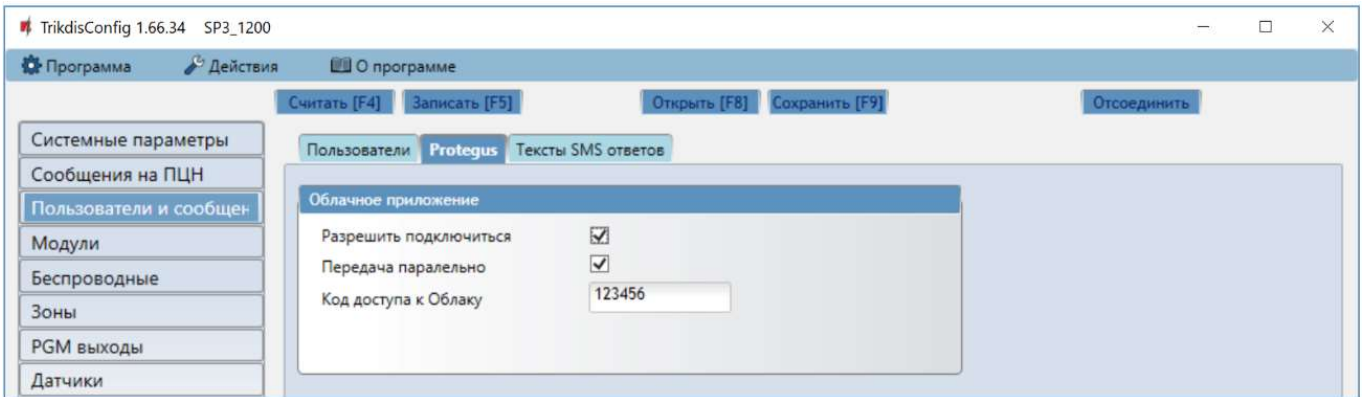 TrikdisConfig 1.66.34 SP3_1200
Программа Действия О программе
Считать [F4] Записать [F5] Открыть [F8] Сохранить [F9] Отсоединить
Системные параметры
Сообщения на ПЦН
Пользователи и сообщен
Модули
Беспроводные
Зоны
PGM выходы
Датчики
Пользователи Protegus Тексты SMS ответов
Облачное приложение
Разрешить подключиться
Передача паралельно
Код доступа к Облаку 123456